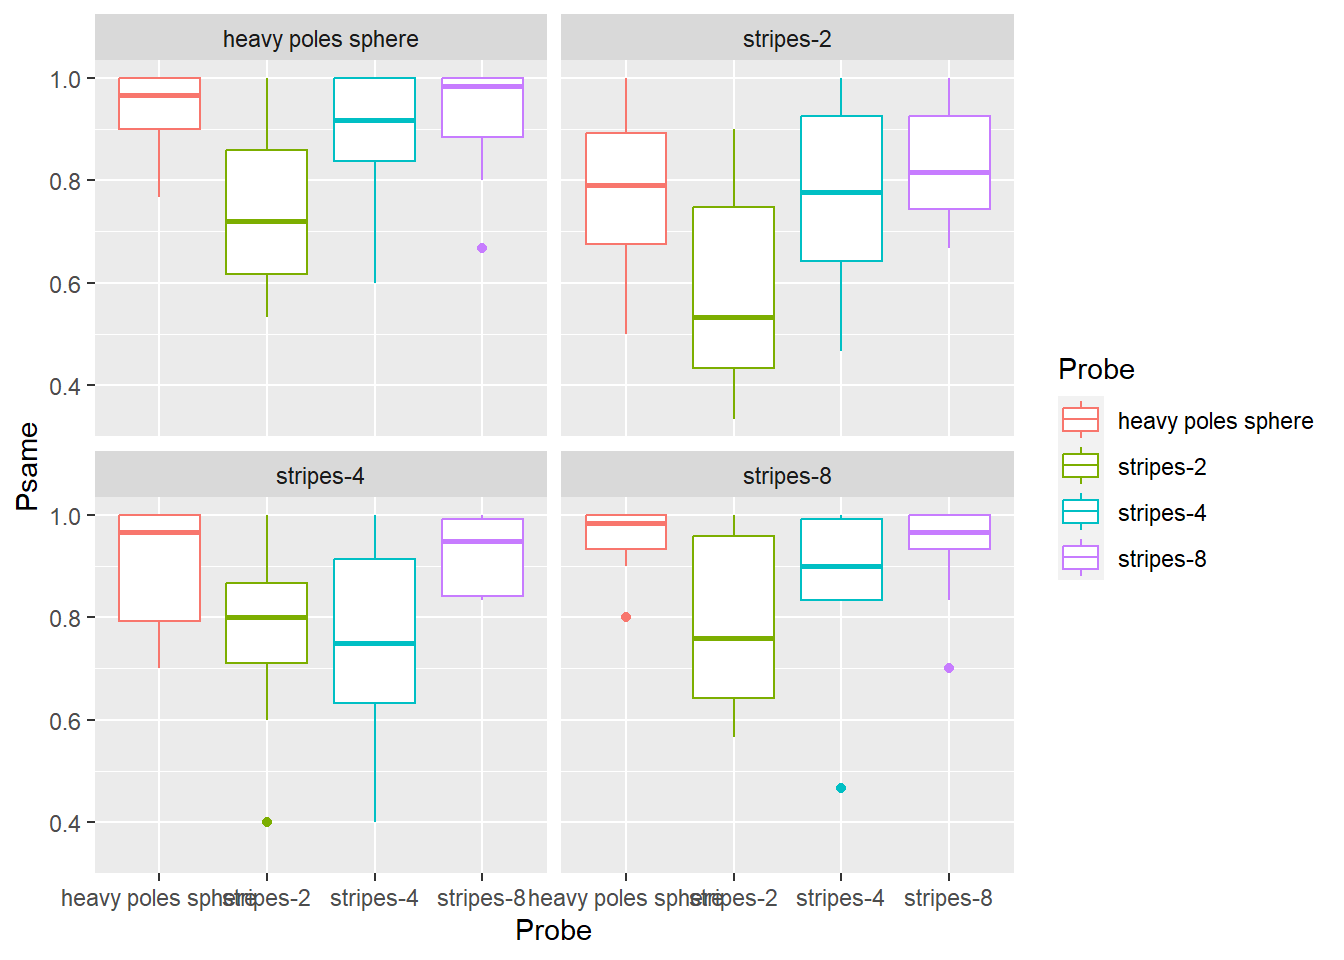 heavy poles sphere
stripes-2
1.0
0.8
0.6
0.4
Psame
stripes-4
stripes-8
1.0
0.8
0.6
0.4
heavy poles sphere stripes-2 stripes-4 stripes-8
heavy poles sphere stripes-2 stripes-4 stripes-8
Probe
Probe
heavy poles sphere
stripes-2
stripes-4
stripes-8